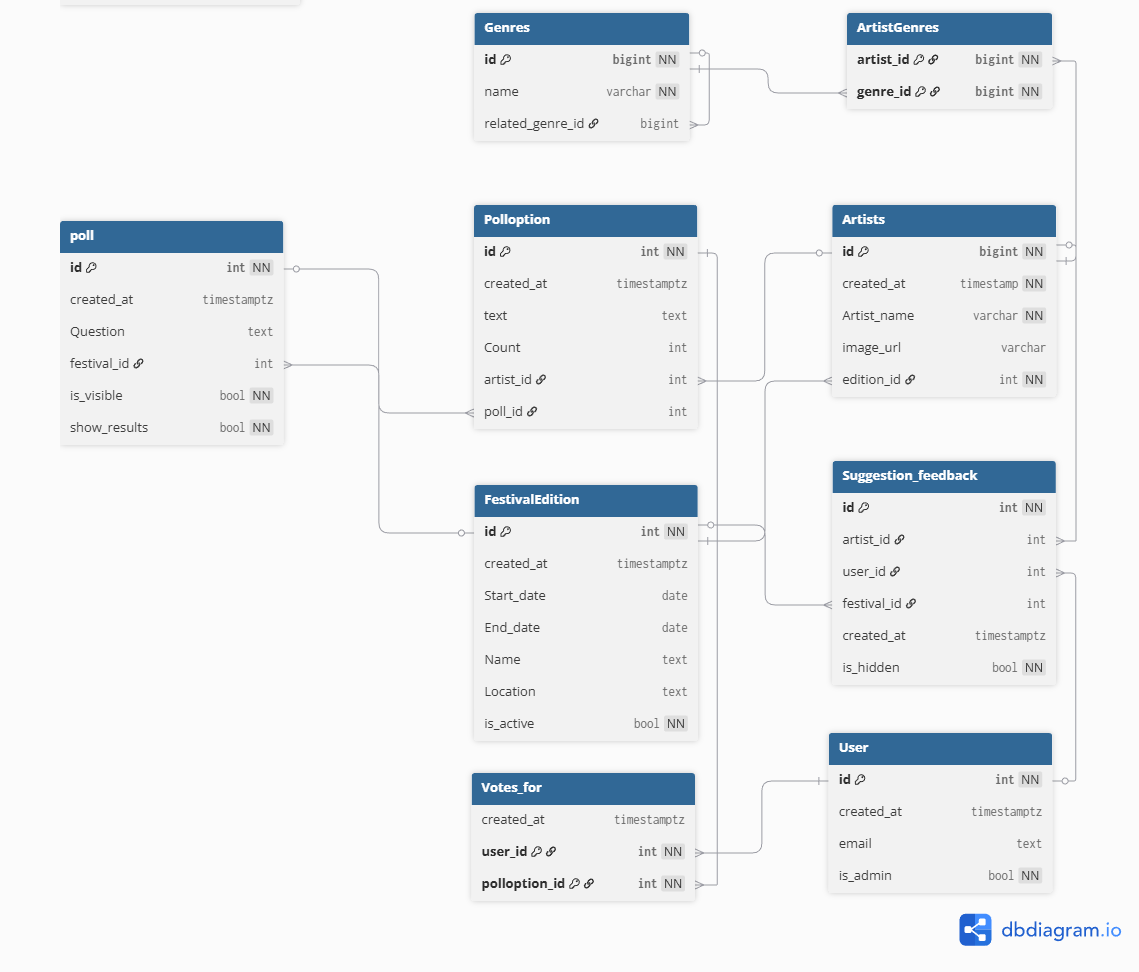 Genres
id bigint NN
name varchar NN
related_genre_id bigint
ArtistGenres
artist_id bigint NN
genre_id bigint NN
poll
id int NN
created_at timestamptz
Question text
festival_id int
is_visible bool NN
show_results bool NN
Polloption
id int NN
created_at timestamptz
text text
Count int
artist_id int
poll_id int
Artists
id bigint NN
created_at timestamp NN
Artist_name varchar NN
image_url varchar
edition_id int NN
FestivalEdition
id int NN
created_at timestamptz
Start_date date
End_date date
Name text
Location text
is_active bool NN
Suggestion_feedback
id int NN
artist_id int
user_id int
festival_id int
created_at timestamptz
is_hidden bool NN
Votes_for
created_at timestamptz
user_id int NN
polloption_id int NN
User
id int NN
created_at timestamptz
email text
is_admin bool NN
dbdiagram.io